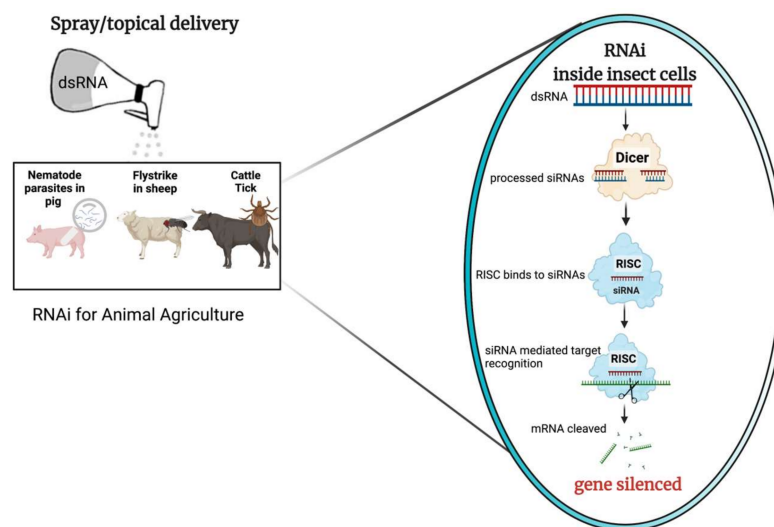 Spray/topical delivery
dsRNA
Nematode
parasites in
pig
Flystrike
in sheep
Cattle
Tick
RNAi for Animal Agriculture
RNAi
inside insect cells
dsRNA
Dicer
processed siRNAs
RISC
RISC binds to siRNAs
siRNA
siRNA mediated target
recognition
RISC
mRNA cleaved
gene silenced